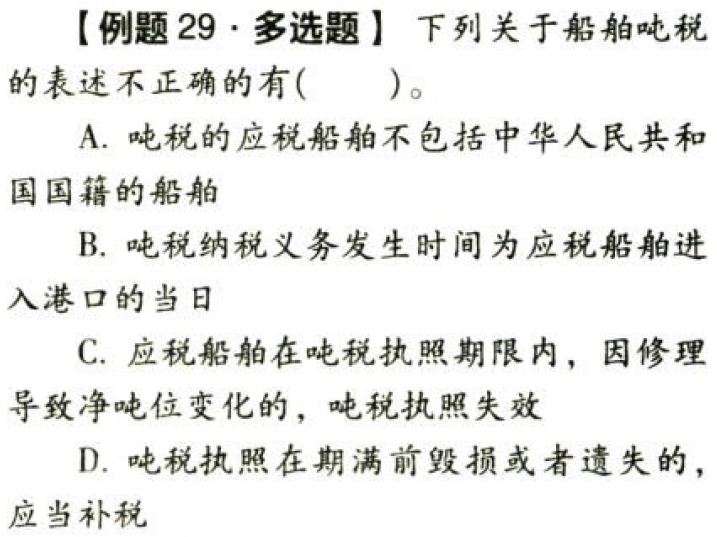 【例题 29·多选题】 下列关于船舶吨税
的表述不正确的有(  )。
A. 吨税的应税船舶不包括中华人民共和
国国籍的船舶
B. 吨税纳税义务发生时间为应税船舶进
入港口的当日
C. 应税船舶在吨税执照期限内，因修理
导致净吨位变化的，吨税执照失效
D. 吨税执照在期满前毁损或者遗失的，
应当补税